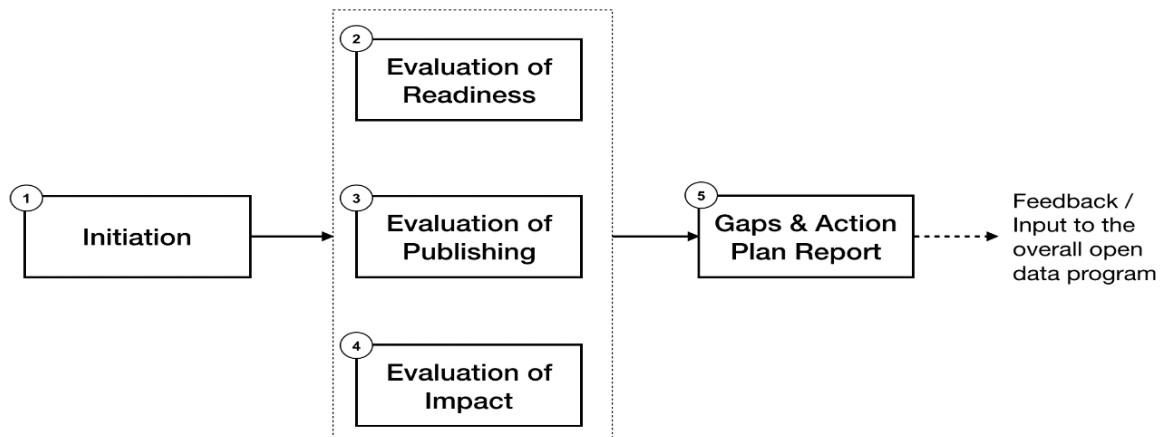 1
Initiation
2
Evaluation of
Readiness
3
Evaluation of
Publishing
4
Evaluation of
Impact
5
Gaps & Action
Plan Report
Feedback /
Input to the
overall open
data program